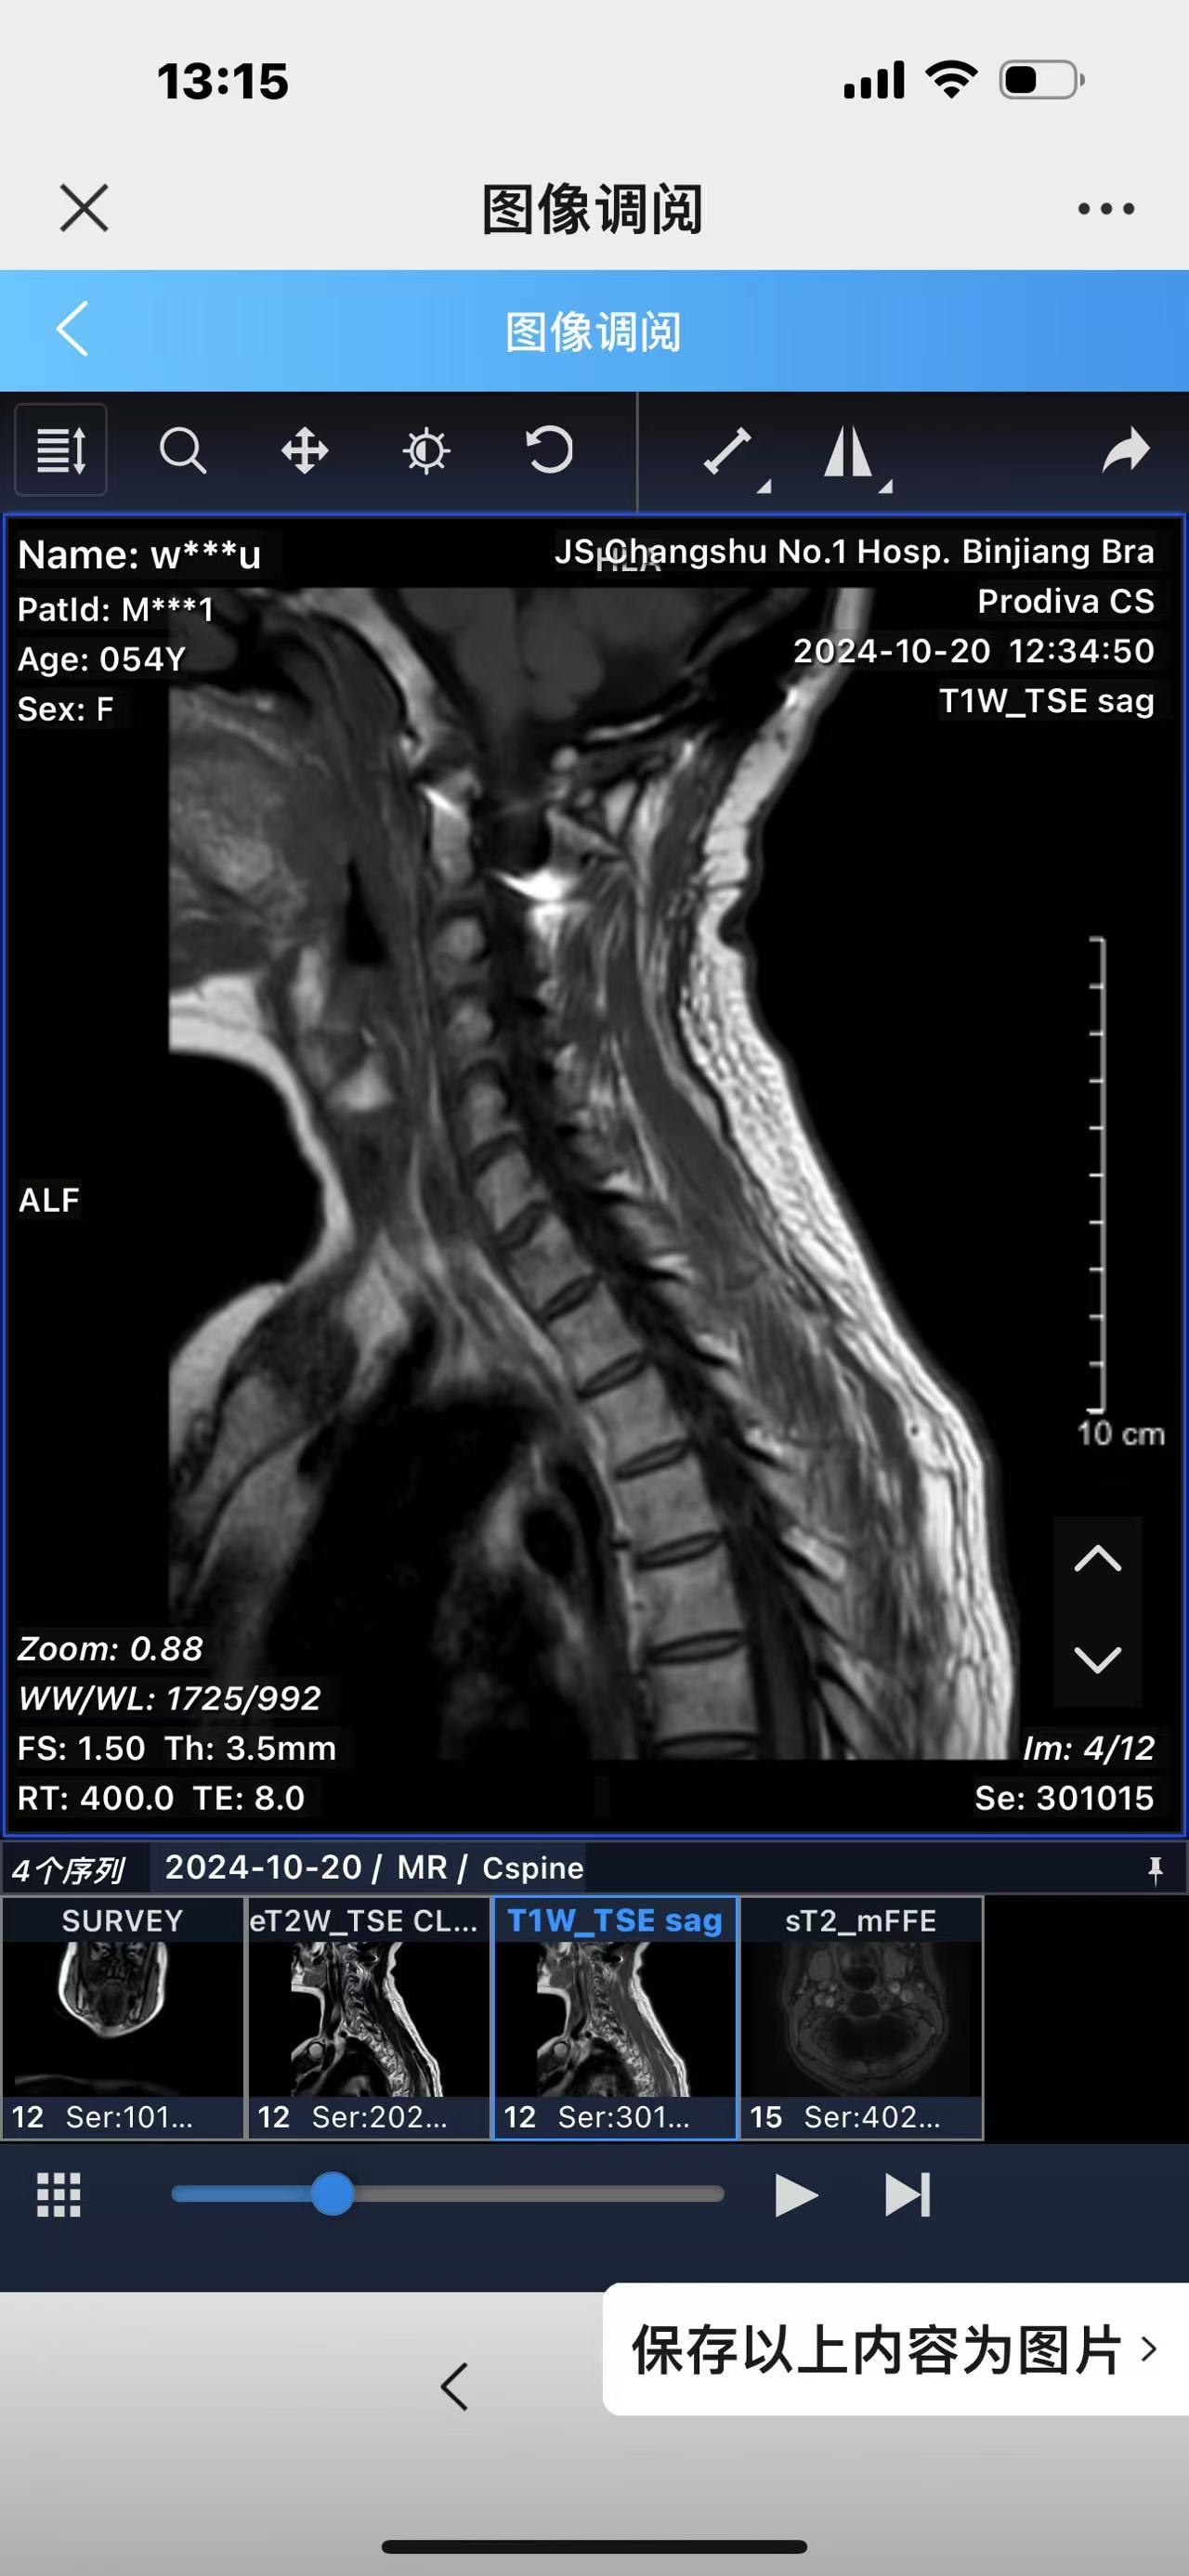 13:15
图像调阅
图像调阅
Name: w***u
PatId: M***1
Age: 054Y
Sex: F
HLA
JS Changshu No.1 Hosp. Binjiang Bra
Prodiva CS
2024-10-20 12:34:50
T1W_TSE sag
ALF
10 cm
Zoom: 0.88
WW/WL: 1725/992
FS: 1.50 Th: 3.5mm
RT: 400.0 TE: 8.0
Im: 4/12
Se: 301015
4个序列 2024-10-20 / MR / Cspine
SURVEY
eT2W_TSE CL...
T1W_TSE sag
sT2_mFFE
12 Ser:101...
12 Ser:202...
12 Ser:301...
15 Ser:402...
保存以上内容为图片